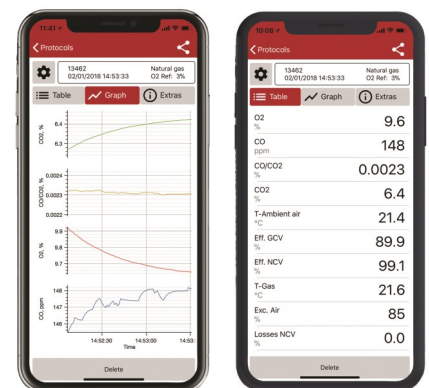 11:41
Protocols
13462
02/01/2018 14:53:33
Natural gas
O2 Ref: 3%
Table
Graph
Extras
CO2, %
6.4
6.3
CO/CO2, %
0.0024
0.0023
0.0022
O2, %
9.9
9.8
9.7
CO, ppm
148
147
146
14:52:30
14:53:00
14:53:
Time
Delete
10:08
Protocols
13462
02/01/2018 14:53:33
Natural gas
O2 Ref: 3%
Table
Graph
Extras
O2
%
9.6
CO
ppm
148
CO/CO2
%
0.0023
CO2
%
6.4
T-Ambient air
°C
21.4
Eff. GCV
%
89.9
Eff. NCV
%
99.1
T-Gas
°C
21.6
Exc. Air
%
85
Losses NCV
%
0.0
Delete